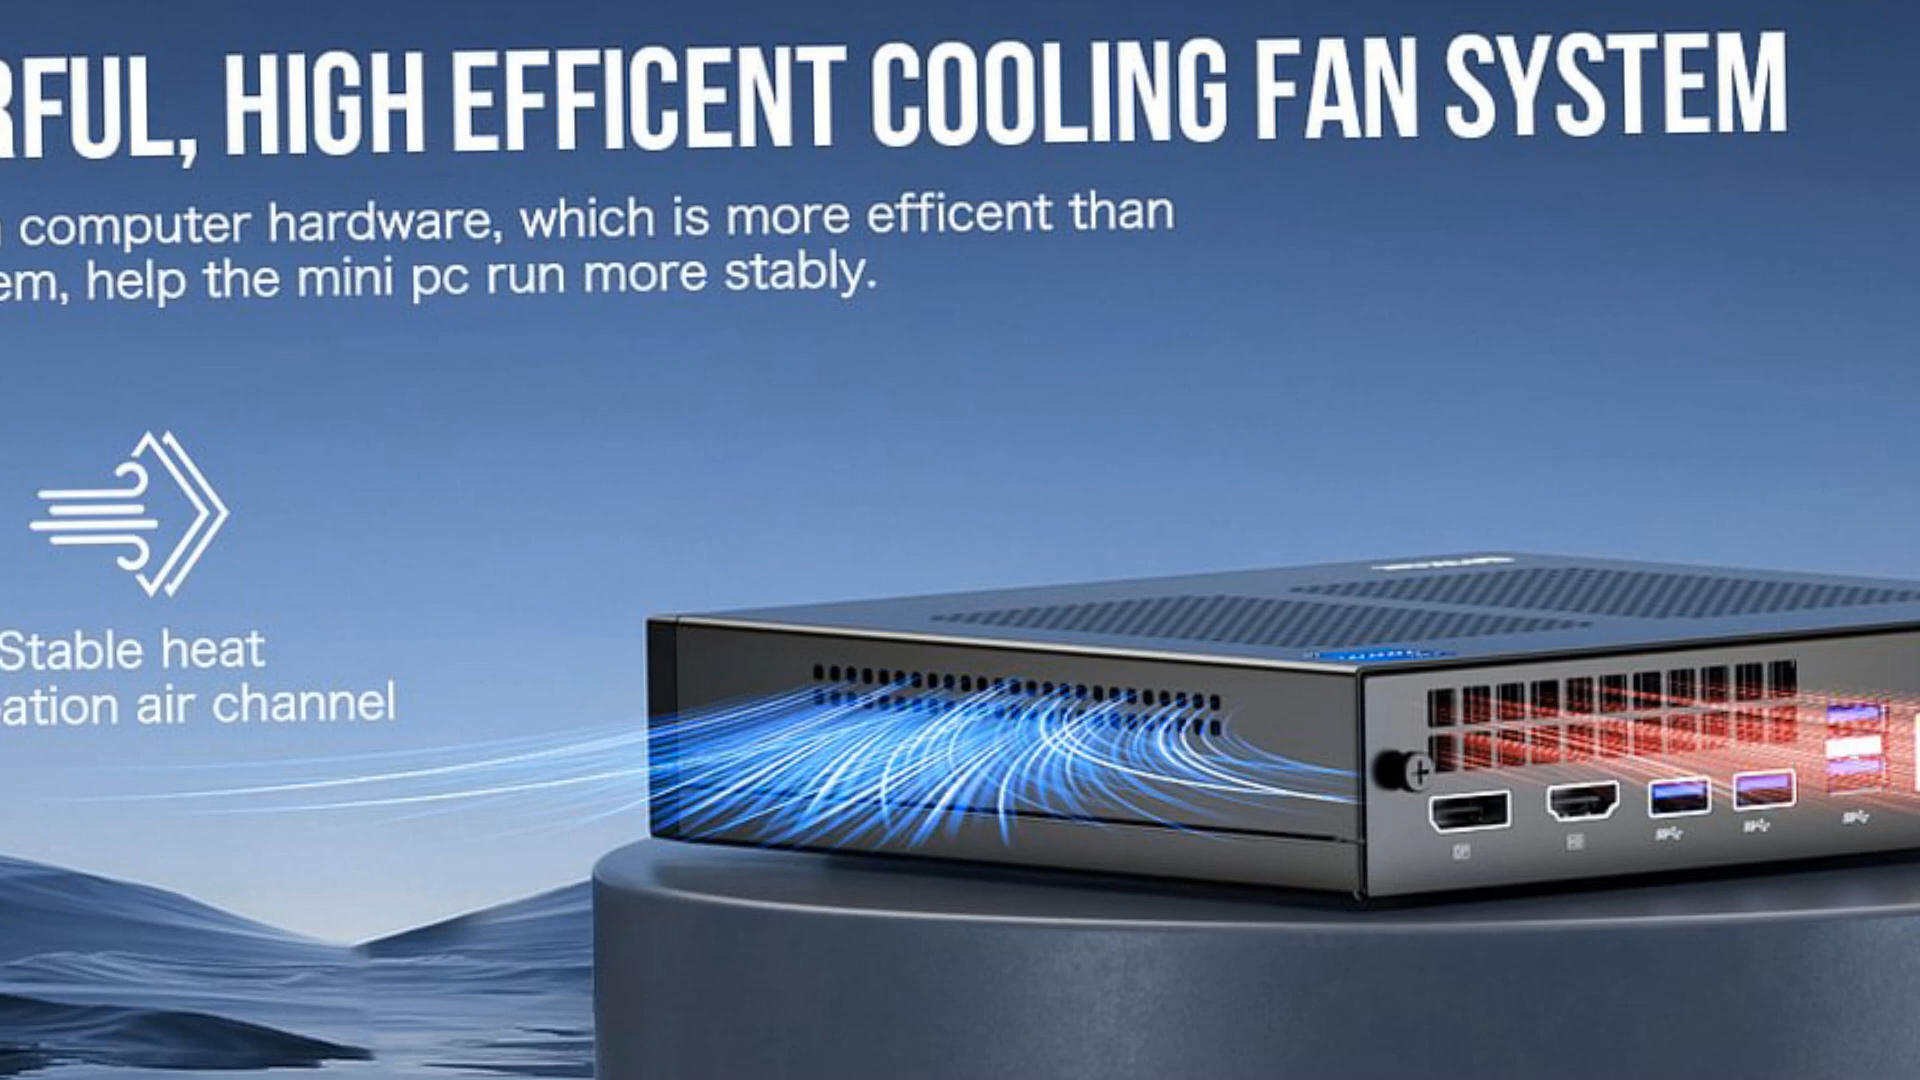 RFUL, HIGH EFFICENT COOLING FAN SYSTEM
computer hardware, which is more efficent than
em, help the mini pc run more stably.
Stable heat
ation air channel